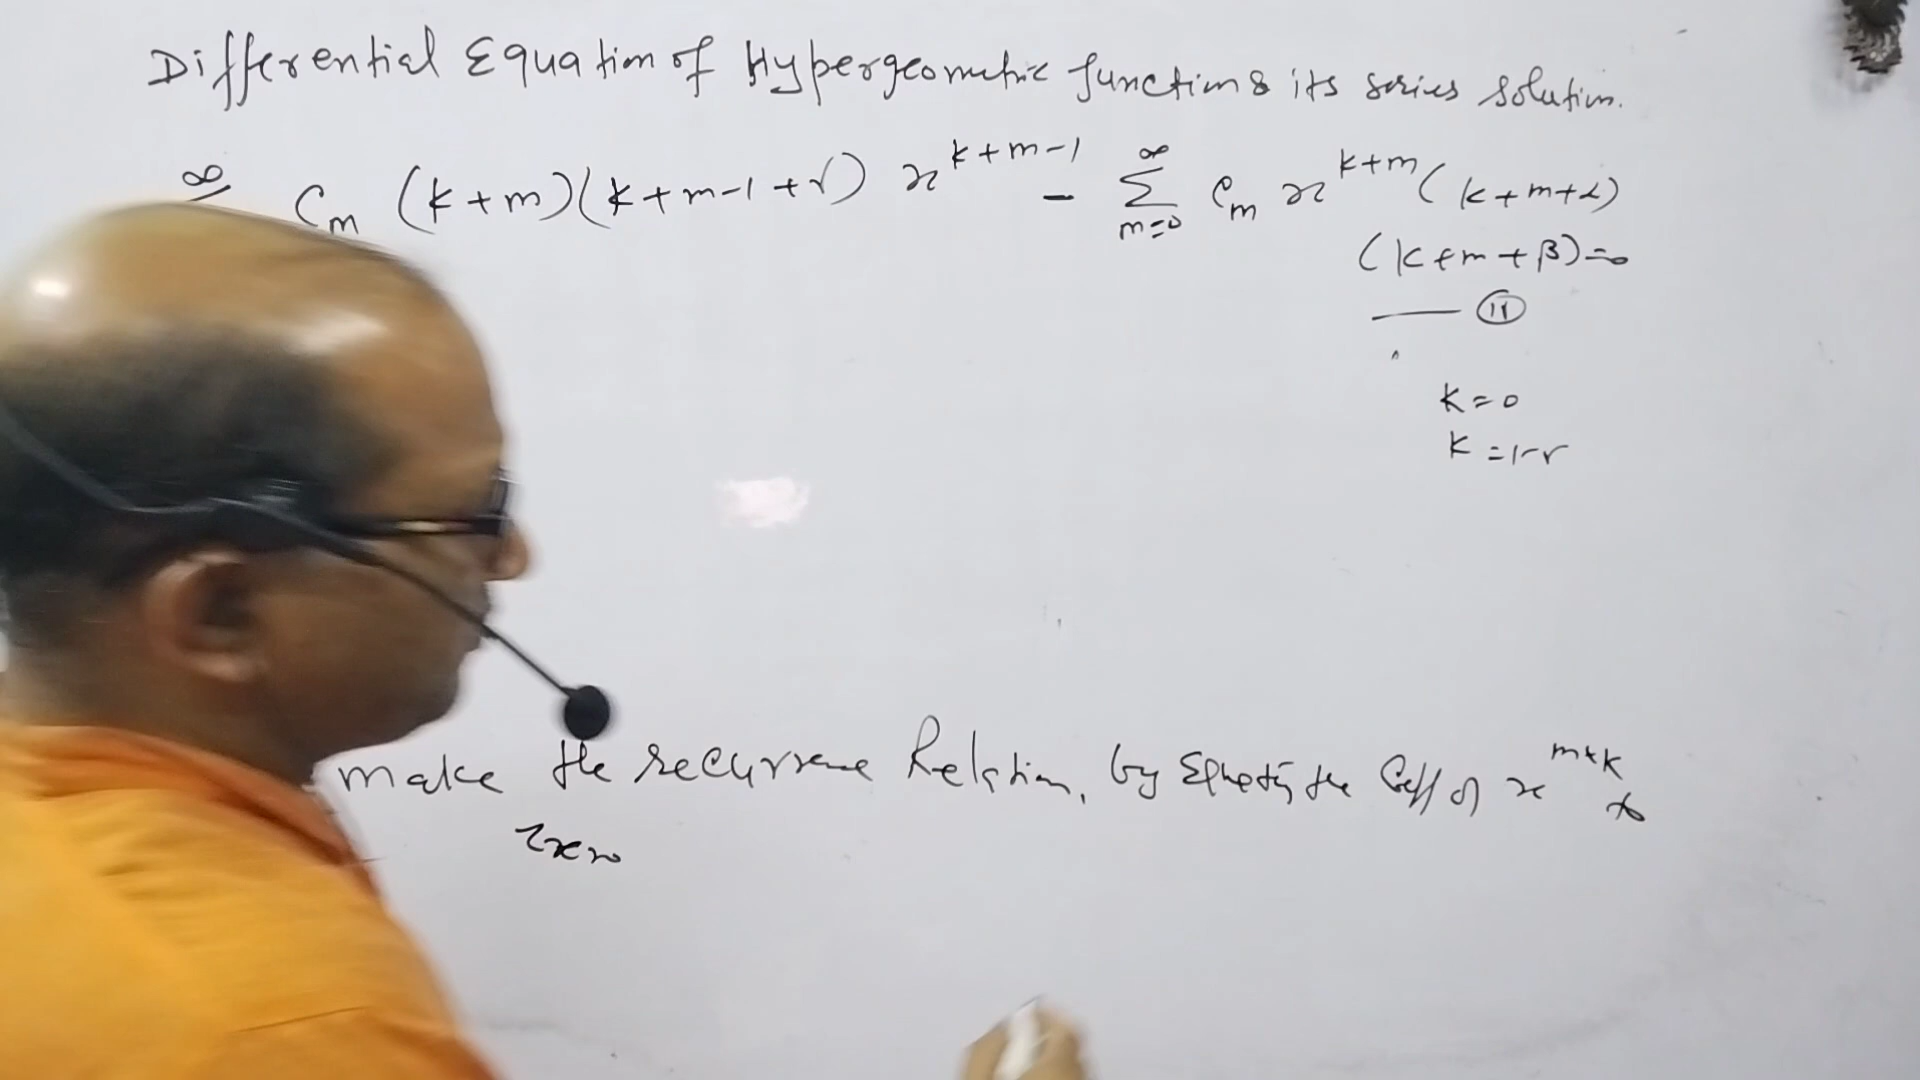 Differential Equation of Hypergeometric function & its series solution.
∞ Cm (k+m)(k+m-1+r) x^{k+m-1} - ∞ Σ m=0 Cm x^{k+m} (k+m+α)
(k+m+β)=0
— (11)
k=0
k=1-r
make the recurrence Relation, by Equating the Coeff of x^{m+k} to
zero